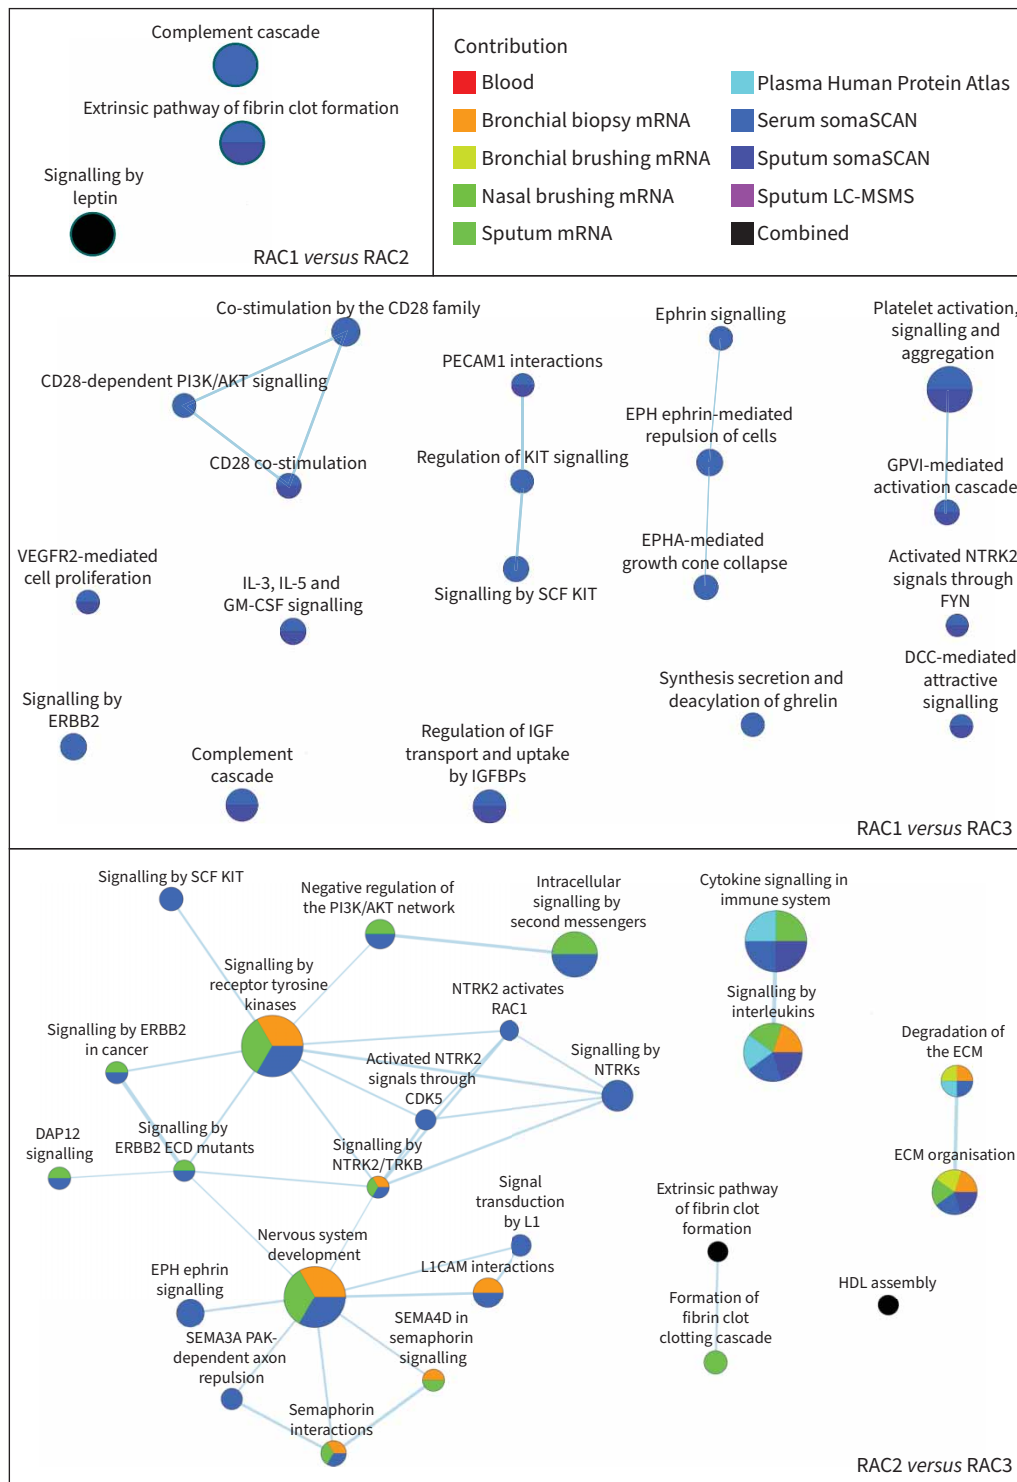 Complement cascade
Extrinsic pathway of fibrin clot formation
Signalling by
leptin
RAC1 versus RAC2
Contribution
Blood
Bronchial biopsy mRNA
Bronchial brushing mRNA
Nasal brushing mRNA
Sputum mRNA
Plasma Human Protein Atlas
Serum somaSCAN
Sputum somaSCAN
Sputum LC-MSMS
Combined
Co-stimulation by the CD28 family
CD28-dependent PI3K/AKT signalling
CD28 co-stimulation
PECAM1 interactions
Regulation of KIT signalling
Signalling by SCF KIT
Ephrin signalling
EPH ephrin-mediated
repulsion of cells
EPHA-mediated
growth cone collapse
Platelet activation,
signalling and
aggregation
GPVI-mediated
activation cascade
VEGFR2-mediated
cell proliferation
IL-3, IL-5 and
GM-CSF signalling
Activated NTRK2
signals through
FYN
DCC-mediated
attractive
signalling
Synthesis secretion and
deacylation of ghrelin
Signalling by
ERBB2
Complement
cascade
Regulation of IGF
transport and uptake
by IGFBPs
RAC1 versus RAC3
Signalling by SCF KIT
Negative regulation of
the PI3K/AKT network
Intracellular
signalling by
second messengers
Cytokine signalling in
immune system
Signalling by
receptor tyrosine
kinases
NTRK2 activates
RAC1
Signalling by
interleukins
Signalling by ERBB2
in cancer
Activated NTRK2
signals through
CDK5
Signalling by
NTRKs
Degradation of
the ECM
DAP12
signalling
Signalling by
ERBB2 ECD mutants
Signalling by
NTRK2/TRKB
ECM organisation
Signal
transduction
by L1
Extrinsic pathway
of fibrin clot
formation
Nervous system
development
EPH ephrin
signalling
L1CAM interactions
HDL assembly
Formation of
fibrin clot
clotting cascade
SEMA4D in
semaphorin
signalling
SEMA3A PAK-
dependent axon
repulsion
Semaphorin
interactions
RAC2 versus RAC3